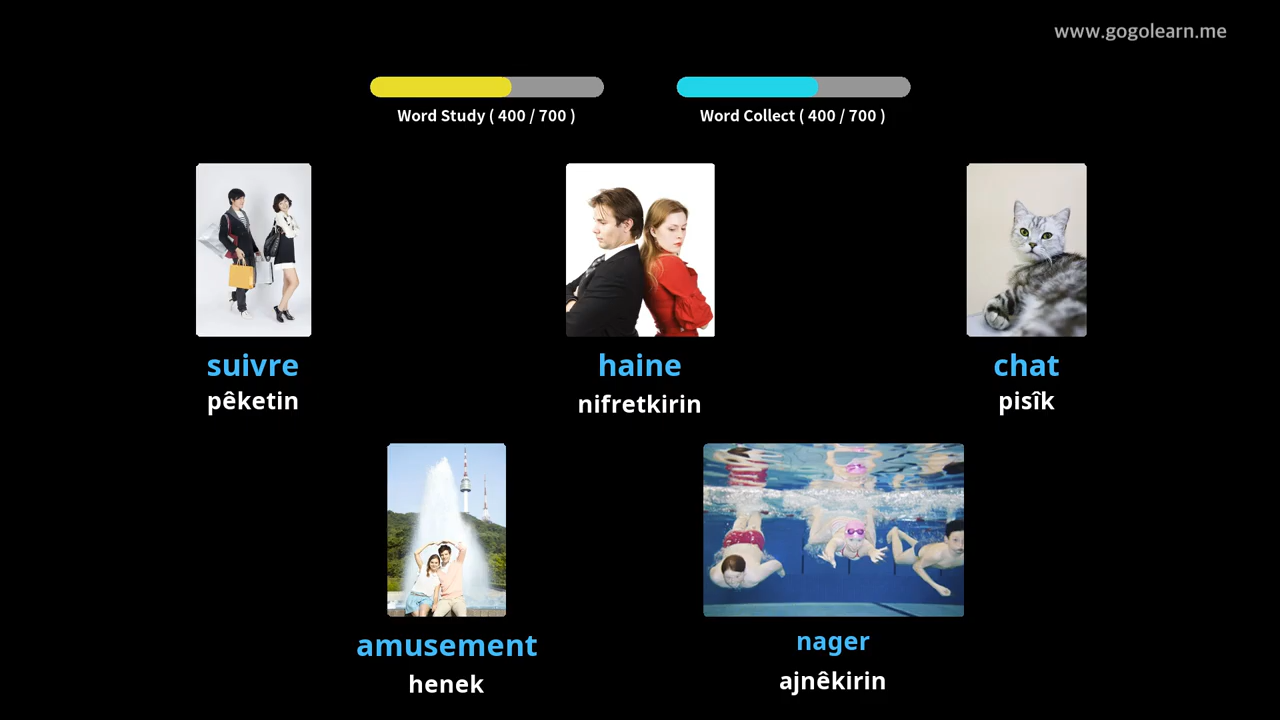 www.gogolearn.me
Word Study ( 400 / 700 )
Word Collect ( 400 / 700 )
suivre
pêketin
haine
nifretkirin
chat
pisîk
amusement
henek
nager
ajnêkirin